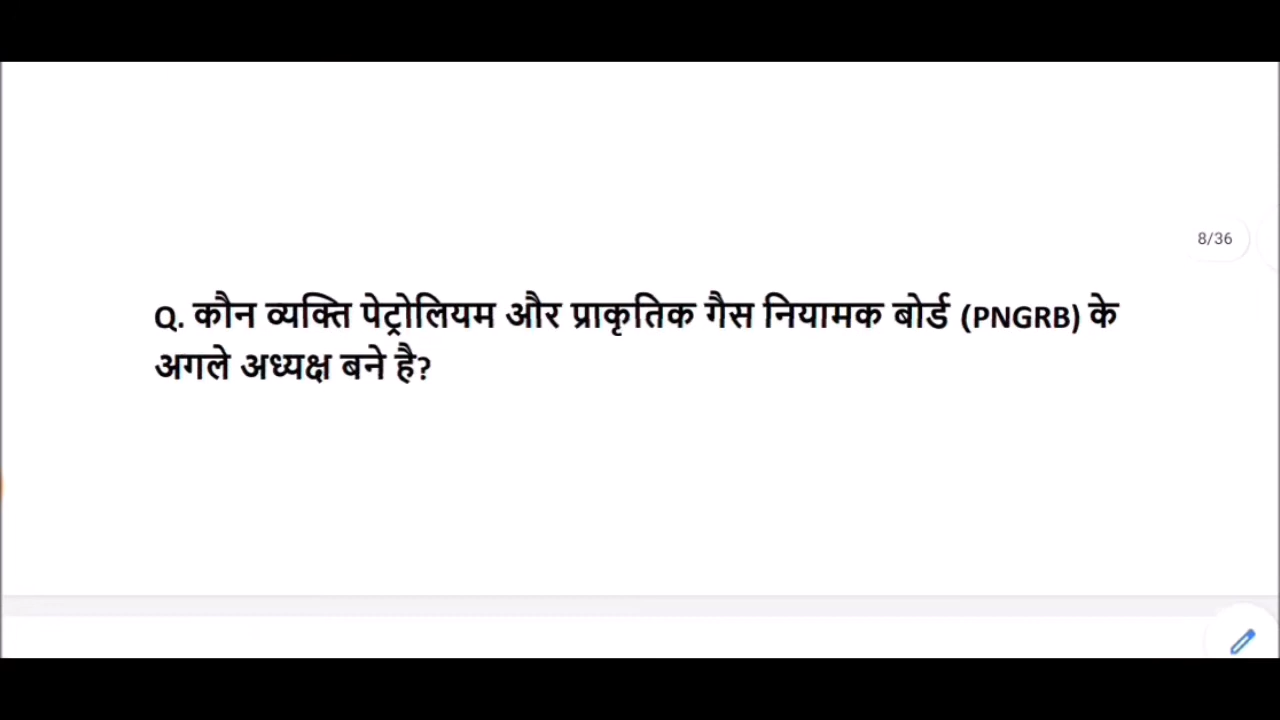 8/36
Q. कौन व्यक्ति पेट्रोलियम और प्राकृतिक गैस नियामक बोर्ड (PNGRB) के
अगले अध्यक्ष बने है?